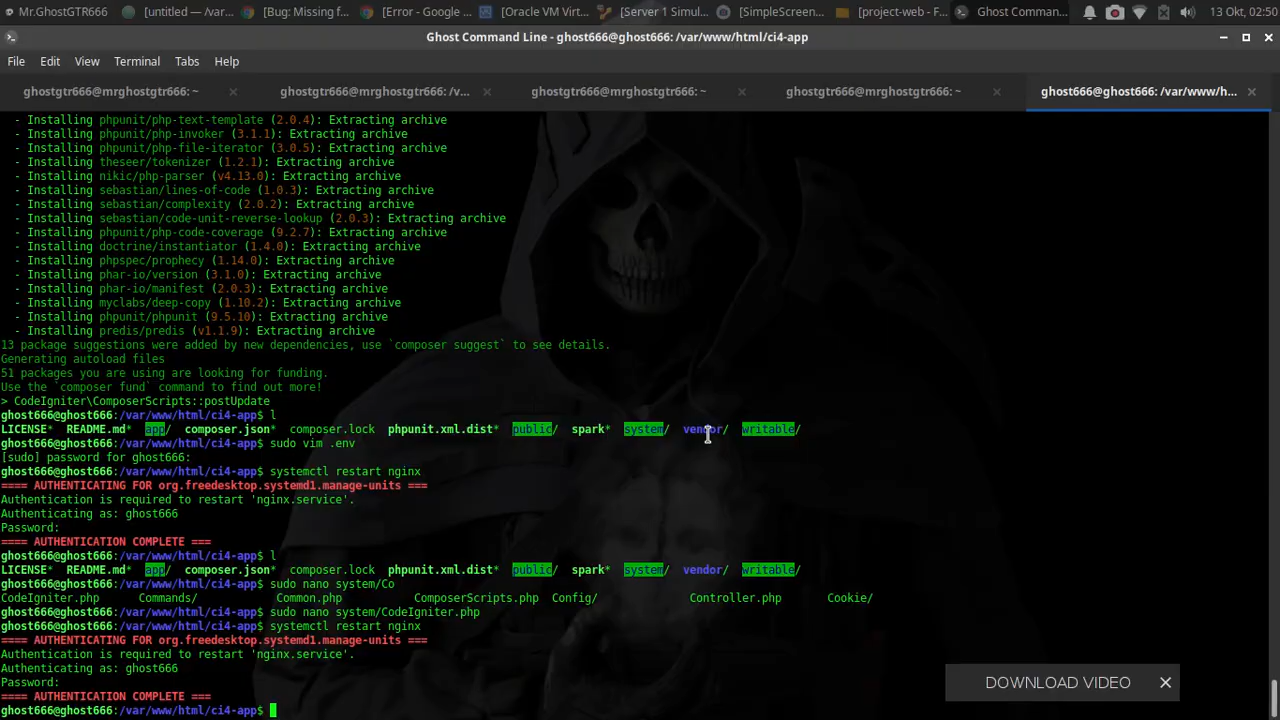 Mr.GhostGTR666 [untitled — /var... [Bug: Missing f... [Error - Google ... [Oracle VM Virt... [Server 1 Simul... [SimpleScreen... [project-web - F... Ghost Comman... 13 Okt, 02:50
Ghost Command Line - ghost666@ghost666: /var/www/html/ci4-app
File Edit View Terminal Tabs Help
ghostgtr666@mrghostgtr666: ~ ghostgtr666@mrghostgtr666: /v... ghostgtr666@mrghostgtr666: ~ ghostgtr666@mrghostgtr666: ~ ghost666@ghost666: /var/www/h...
- Installing phpunit/php-text-template (2.0.4): Extracting archive
- Installing phpunit/php-invoker (3.1.1): Extracting archive
- Installing phpunit/php-file-iterator (3.0.5): Extracting archive
- Installing theseer/tokenizer (1.2.1): Extracting archive
- Installing nikic/php-parser (v4.13.0): Extracting archive
- Installing sebastian/lines-of-code (1.0.3): Extracting archive
- Installing sebastian/complexity (2.0.2): Extracting archive
- Installing sebastian/code-unit-reverse-lookup (2.0.3): Extracting archive
- Installing phpunit/php-code-coverage (9.2.7): Extracting archive
- Installing doctrine/instantiator (1.4.0): Extracting archive
- Installing phpspec/prophecy (1.14.0): Extracting archive
- Installing phar-io/version (3.1.0): Extracting archive
- Installing phar-io/manifest (2.0.3): Extracting archive
- Installing myclabs/deep-copy (1.10.2): Extracting archive
- Installing phpunit/phpunit (9.5.10): Extracting archive
- Installing predis/predis (v1.1.9): Extracting archive
13 package suggestions were added by new dependencies, use `composer suggest` to see details.
Generating autoload files
51 packages you are using are looking for funding.
Use the `composer fund` command to find out more!
> CodeIgniter\ComposerScripts::postUpdate
ghost666@ghost666:/var/www/html/ci4-app$ l
LICENSE* README.md* app/ composer.json* composer.lock phpunit.xml.dist* public/ spark* system/ vendor/ writable/
ghost666@ghost666:/var/www/html/ci4-app$ sudo vim .env
[sudo] password for ghost666:
ghost666@ghost666:/var/www/html/ci4-app$ systemctl restart nginx
==== AUTHENTICATING FOR org.freedesktop.systemd1.manage-units ===
Authentication is required to restart 'nginx.service'.
Authenticating as: ghost666
Password:
==== AUTHENTICATION COMPLETE ===
ghost666@ghost666:/var/www/html/ci4-app$ l
LICENSE* README.md* app/ composer.json* composer.lock phpunit.xml.dist* public/ spark* system/ vendor/ writable/
ghost666@ghost666:/var/www/html/ci4-app$ sudo nano system/Co
CodeIgniter.php Commands/ Common.php ComposerScripts.php Config/ Controller.php Cookie/
ghost666@ghost666:/var/www/html/ci4-app$ sudo nano system/CodeIgniter.php
ghost666@ghost666:/var/www/html/ci4-app$ systemctl restart nginx
==== AUTHENTICATING FOR org.freedesktop.systemd1.manage-units ===
Authentication is required to restart 'nginx.service'.
Authenticating as: ghost666
Password:
==== AUTHENTICATION COMPLETE ===
ghost666@ghost666:/var/www/html/ci4-app$
DOWNLOAD VIDEO